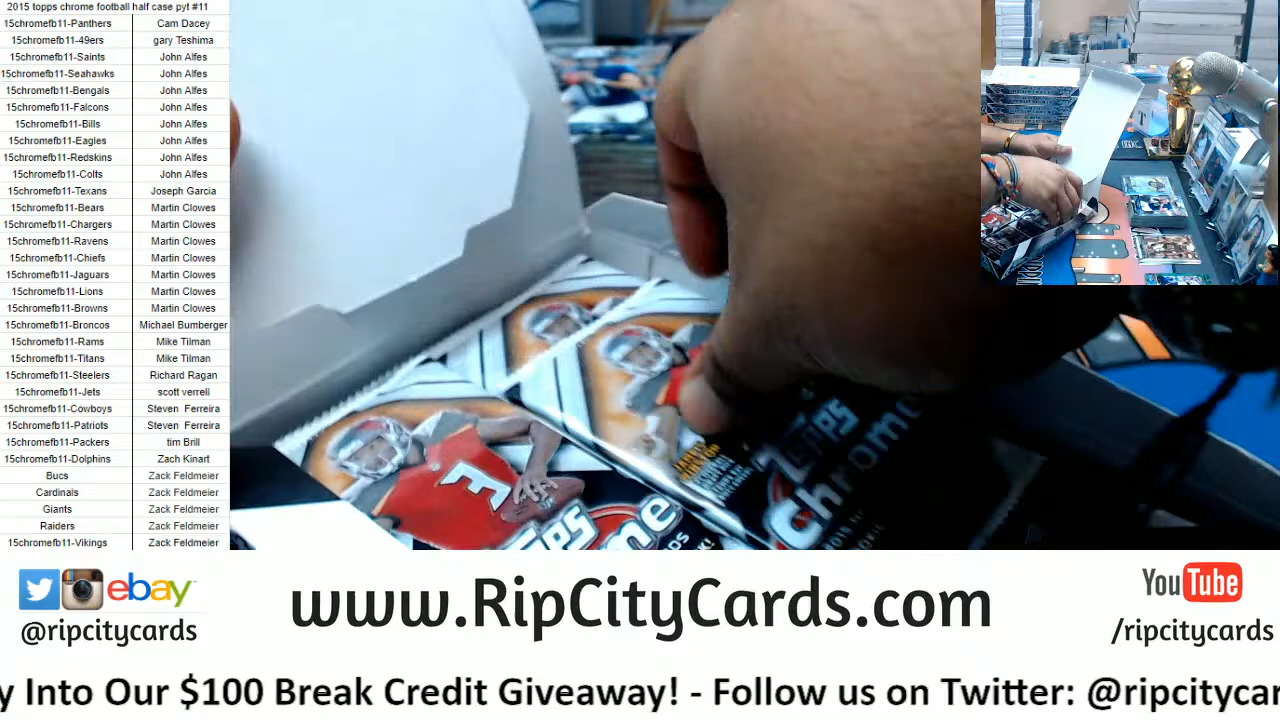 2015 topps chrome football half case pyt #11
15chromefb11-Panthers Cam Dacey
15chromefb11-49ers gary Teshima
15chromefb11-Saints John Alfes
15chromefb11-Seahawks John Alfes
15chromefb11-Bengals John Alfes
15chromefb11-Falcons John Alfes
15chromefb11-Bills John Alfes
15chromefb11-Eagles John Alfes
15chromefb11-Redskins John Alfes
15chromefb11-Colts John Alfes
15chromefb11-Texans Joseph Garcia
15chromefb11-Bears Martin Clowes
15chromefb11-Chargers Martin Clowes
15chromefb11-Ravens Martin Clowes
15chromefb11-Chiefs Martin Clowes
15chromefb11-Jaguars Martin Clowes
15chromefb11-Lions Martin Clowes
15chromefb11-Browns Martin Clowes
15chromefb11-Broncos Michael Bumberger
15chromefb11-Rams Mike Tilman
15chromefb11-Titans Mike Tilman
15chromefb11-Steelers Richard Ragan
15chromefb11-Jets scott verrell
15chromefb11-Cowboys Steven Ferreira
15chromefb11-Patriots Steven Ferreira
15chromefb11-Packers tim Brill
15chromefb11-Dolphins Zach Kinart
Bucs Zack Feldmeier
Cardinals Zack Feldmeier
Giants Zack Feldmeier
Raiders Zack Feldmeier
15chromefb11-Vikings Zack Feldmeier
3
Topps
Chrome
ebay
@ripcitycards
www.RipCityCards.com
YouTube
/ripcitycards
y Into Our $100 Break Credit Giveaway! - Follow us on Twitter: @ripcitycar